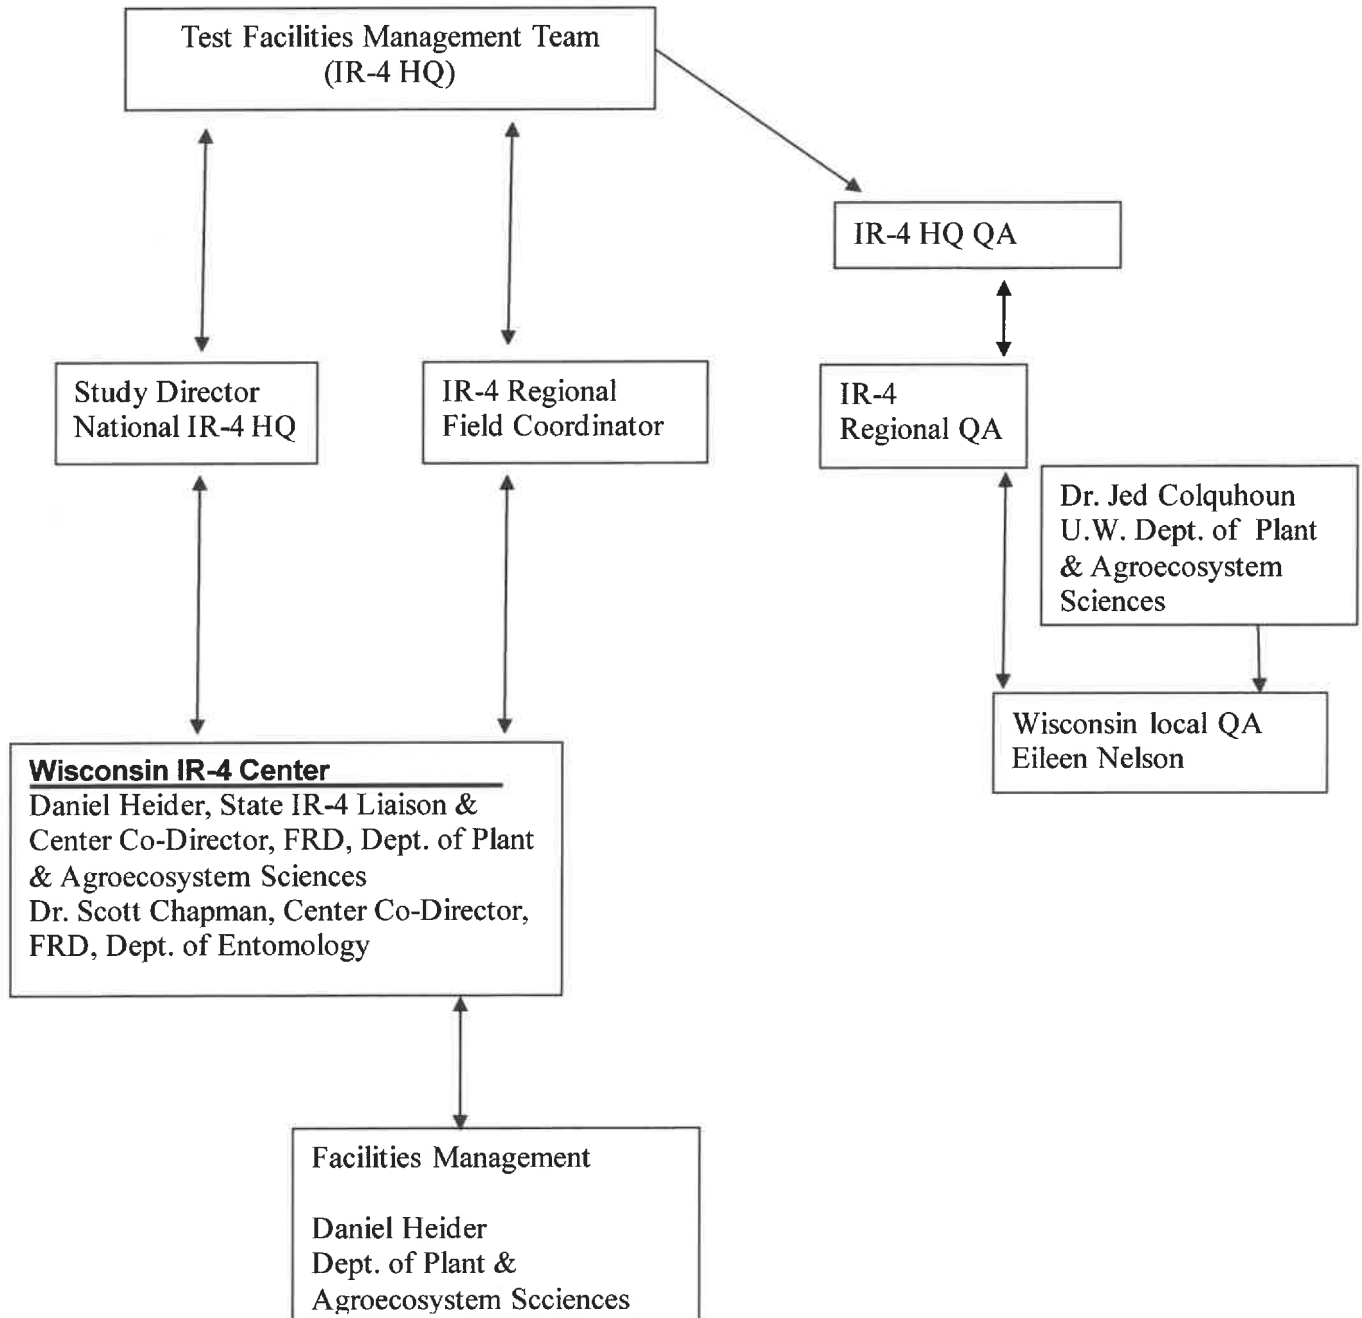 Test Facilities Management Team
(IR-4 HQ)
IR-4 HQ QA
Study Director
National IR-4 HQ
IR-4 Regional
Field Coordinator
IR-4
Regional QA
Dr. Jed Colquhoun
U.W. Dept. of Plant
& Agroecosystem
Sciences
Wisconsin local QA
Eileen Nelson
Wisconsin IR-4 Center
Daniel Heider, State IR-4 Liaison &
Center Co-Director, FRD, Dept. of Plant
& Agroecosystem Sciences
Dr. Scott Chapman, Center Co-Director,
FRD, Dept. of Entomology
Facilities Management
Daniel Heider
Dept. of Plant &
Agroecosystem Scciences